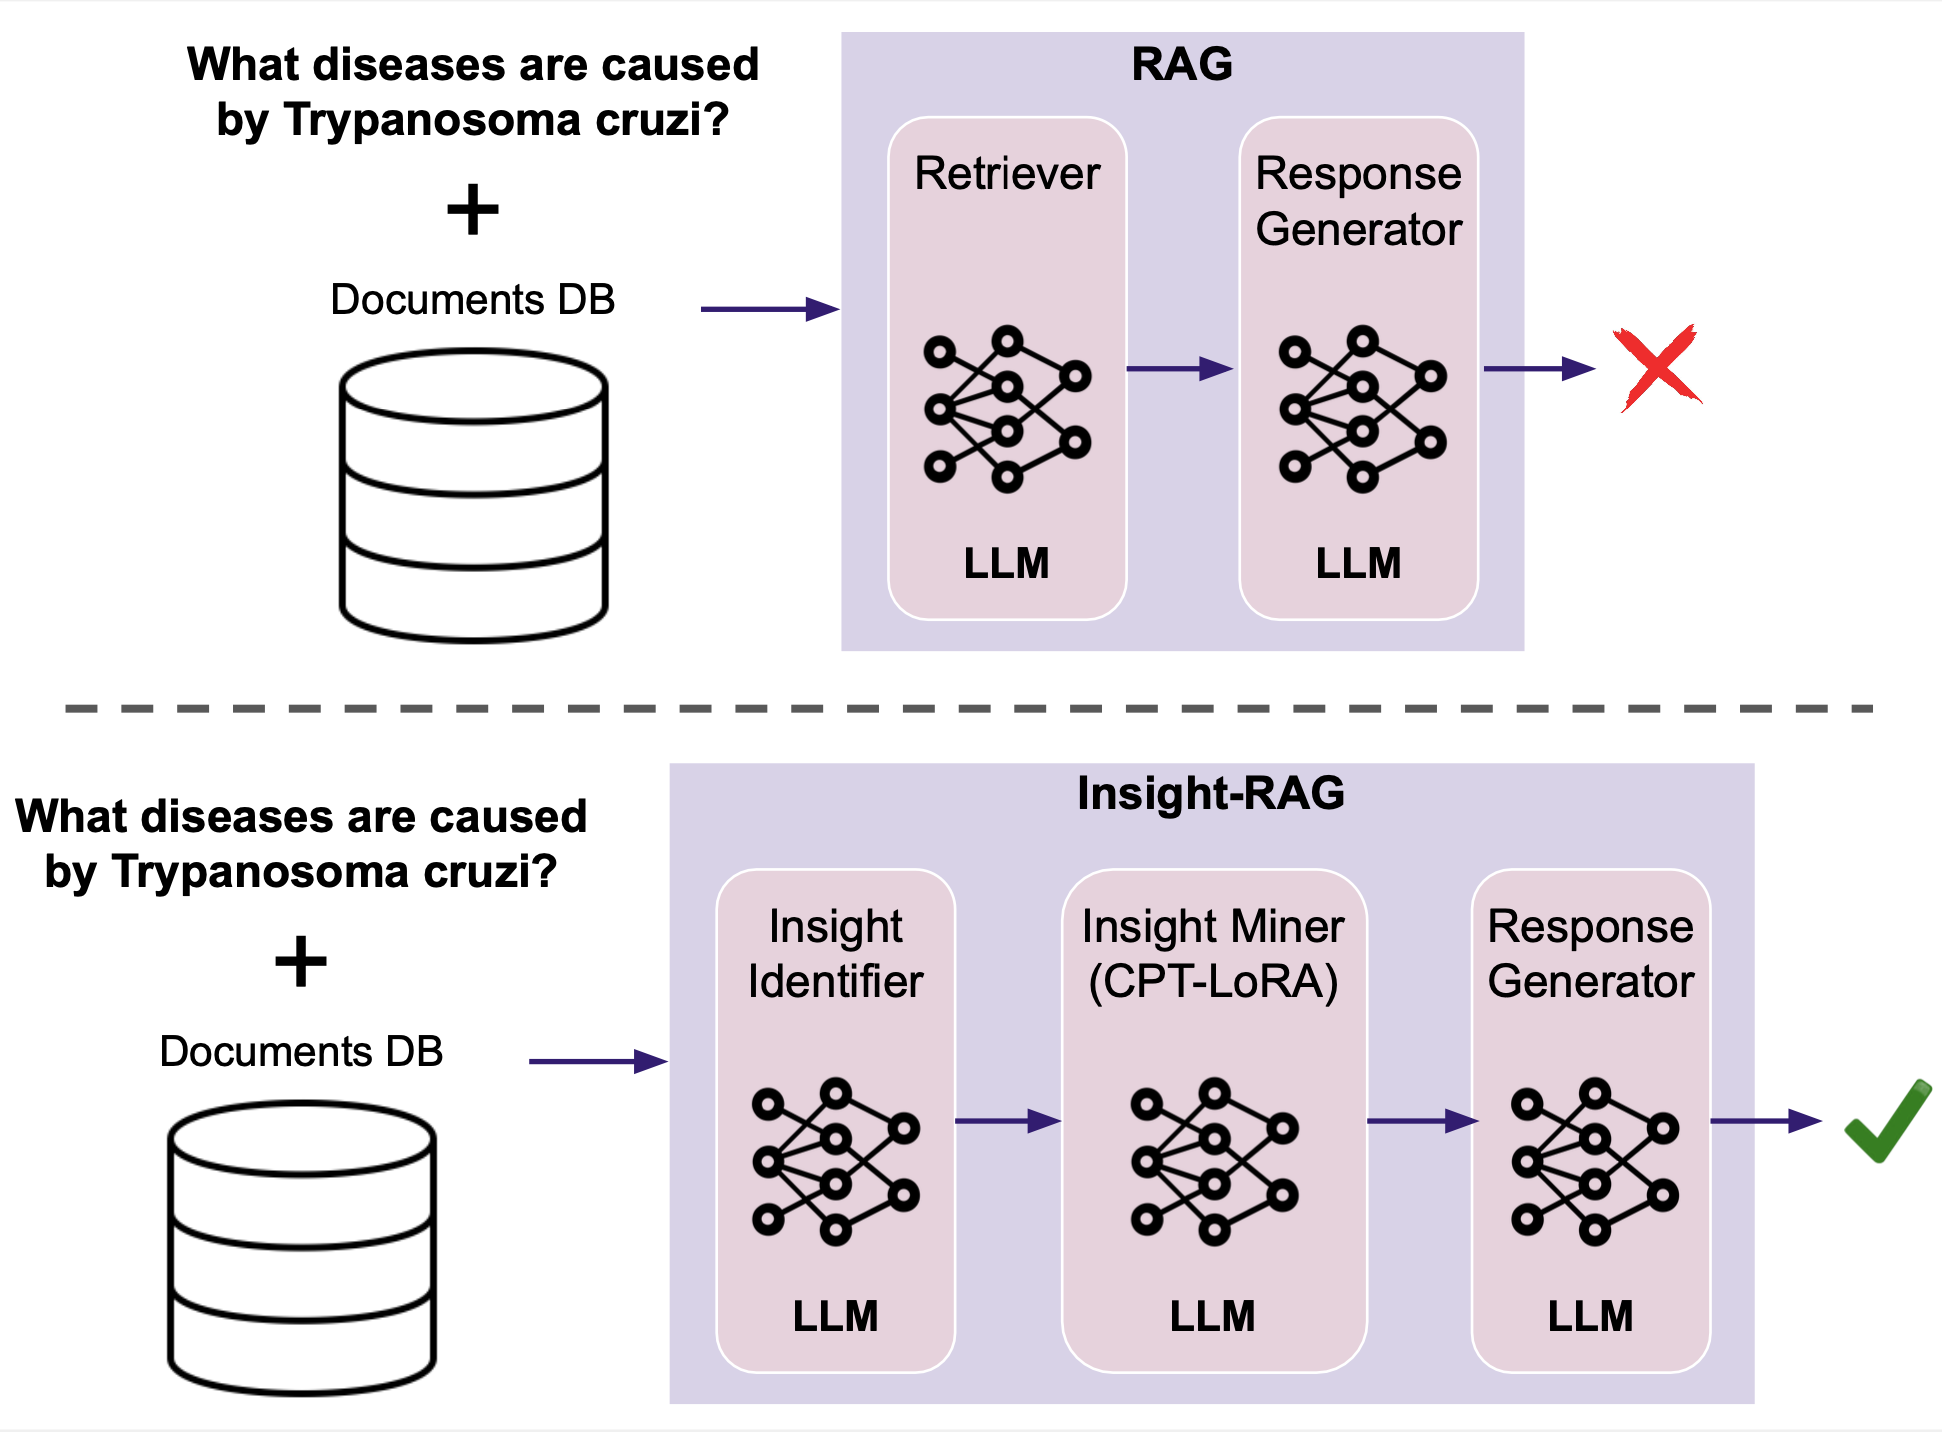 What diseases are caused
by Trypanosoma cruzi?
+
Documents DB
RAG
Retriever
LLM
Response
Generator
LLM
What diseases are caused
by Trypanosoma cruzi?
+
Documents DB
Insight-RAG
Insight
Identifier
LLM
Insight Miner
(CPT-LoRA)
LLM
Response
Generator
LLM